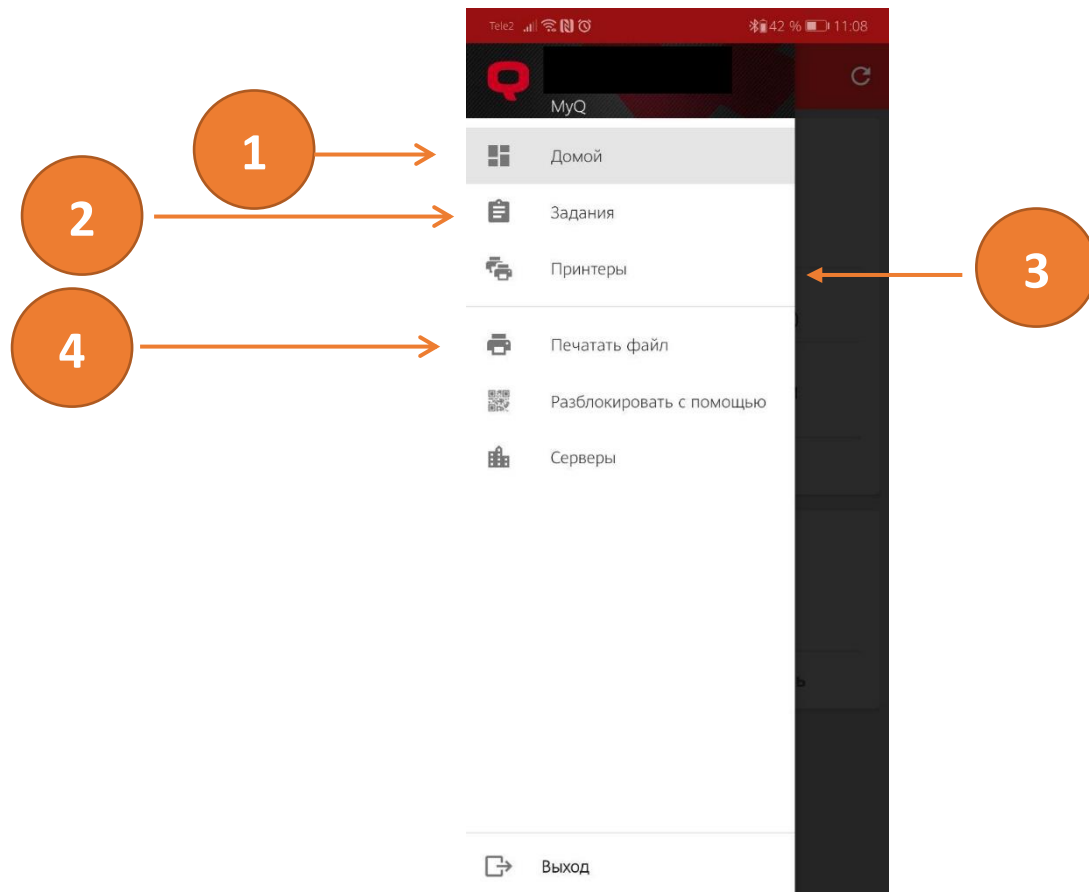 Tele2 42 % 11:08
MyQ
1
Домой
2
Задания
Принтеры
3
4
Печатать файл
Разблокировать с помощью
Серверы
ь
Выход